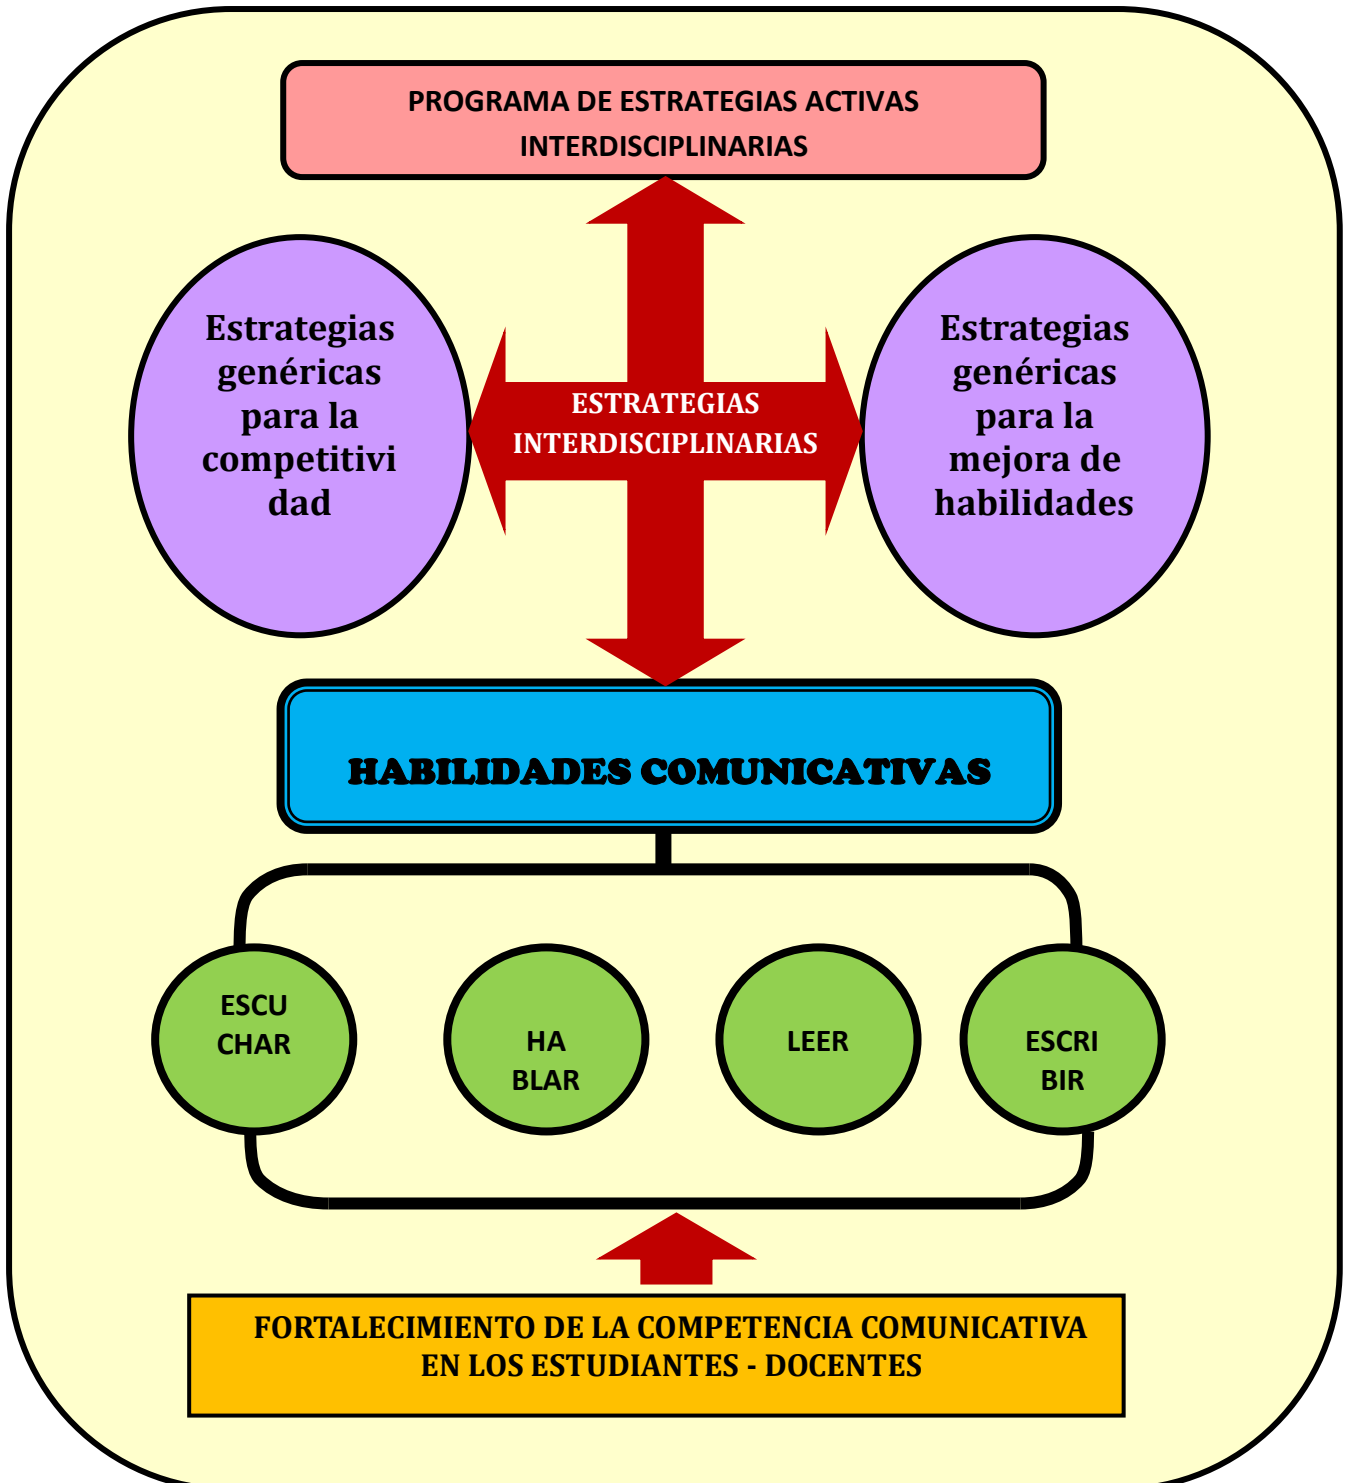 PROGRAMA DE ESTRATEGIAS ACTIVAS
INTERDISCIPLINARIAS
Estrategias
genéricas
para la
competitivi
dad
ESTRATEGIAS
INTERDISCIPLINARIAS
Estrategias
genéricas
para la
mejora de
habilidades
HABILIDADES COMUNICATIVAS
ESCU
CHAR
HA
BLAR
LEER
ESCRI
BIR
FORTALECIMIENTO DE LA COMPETENCIA COMUNICATIVA
EN LOS ESTUDIANTES - DOCENTES